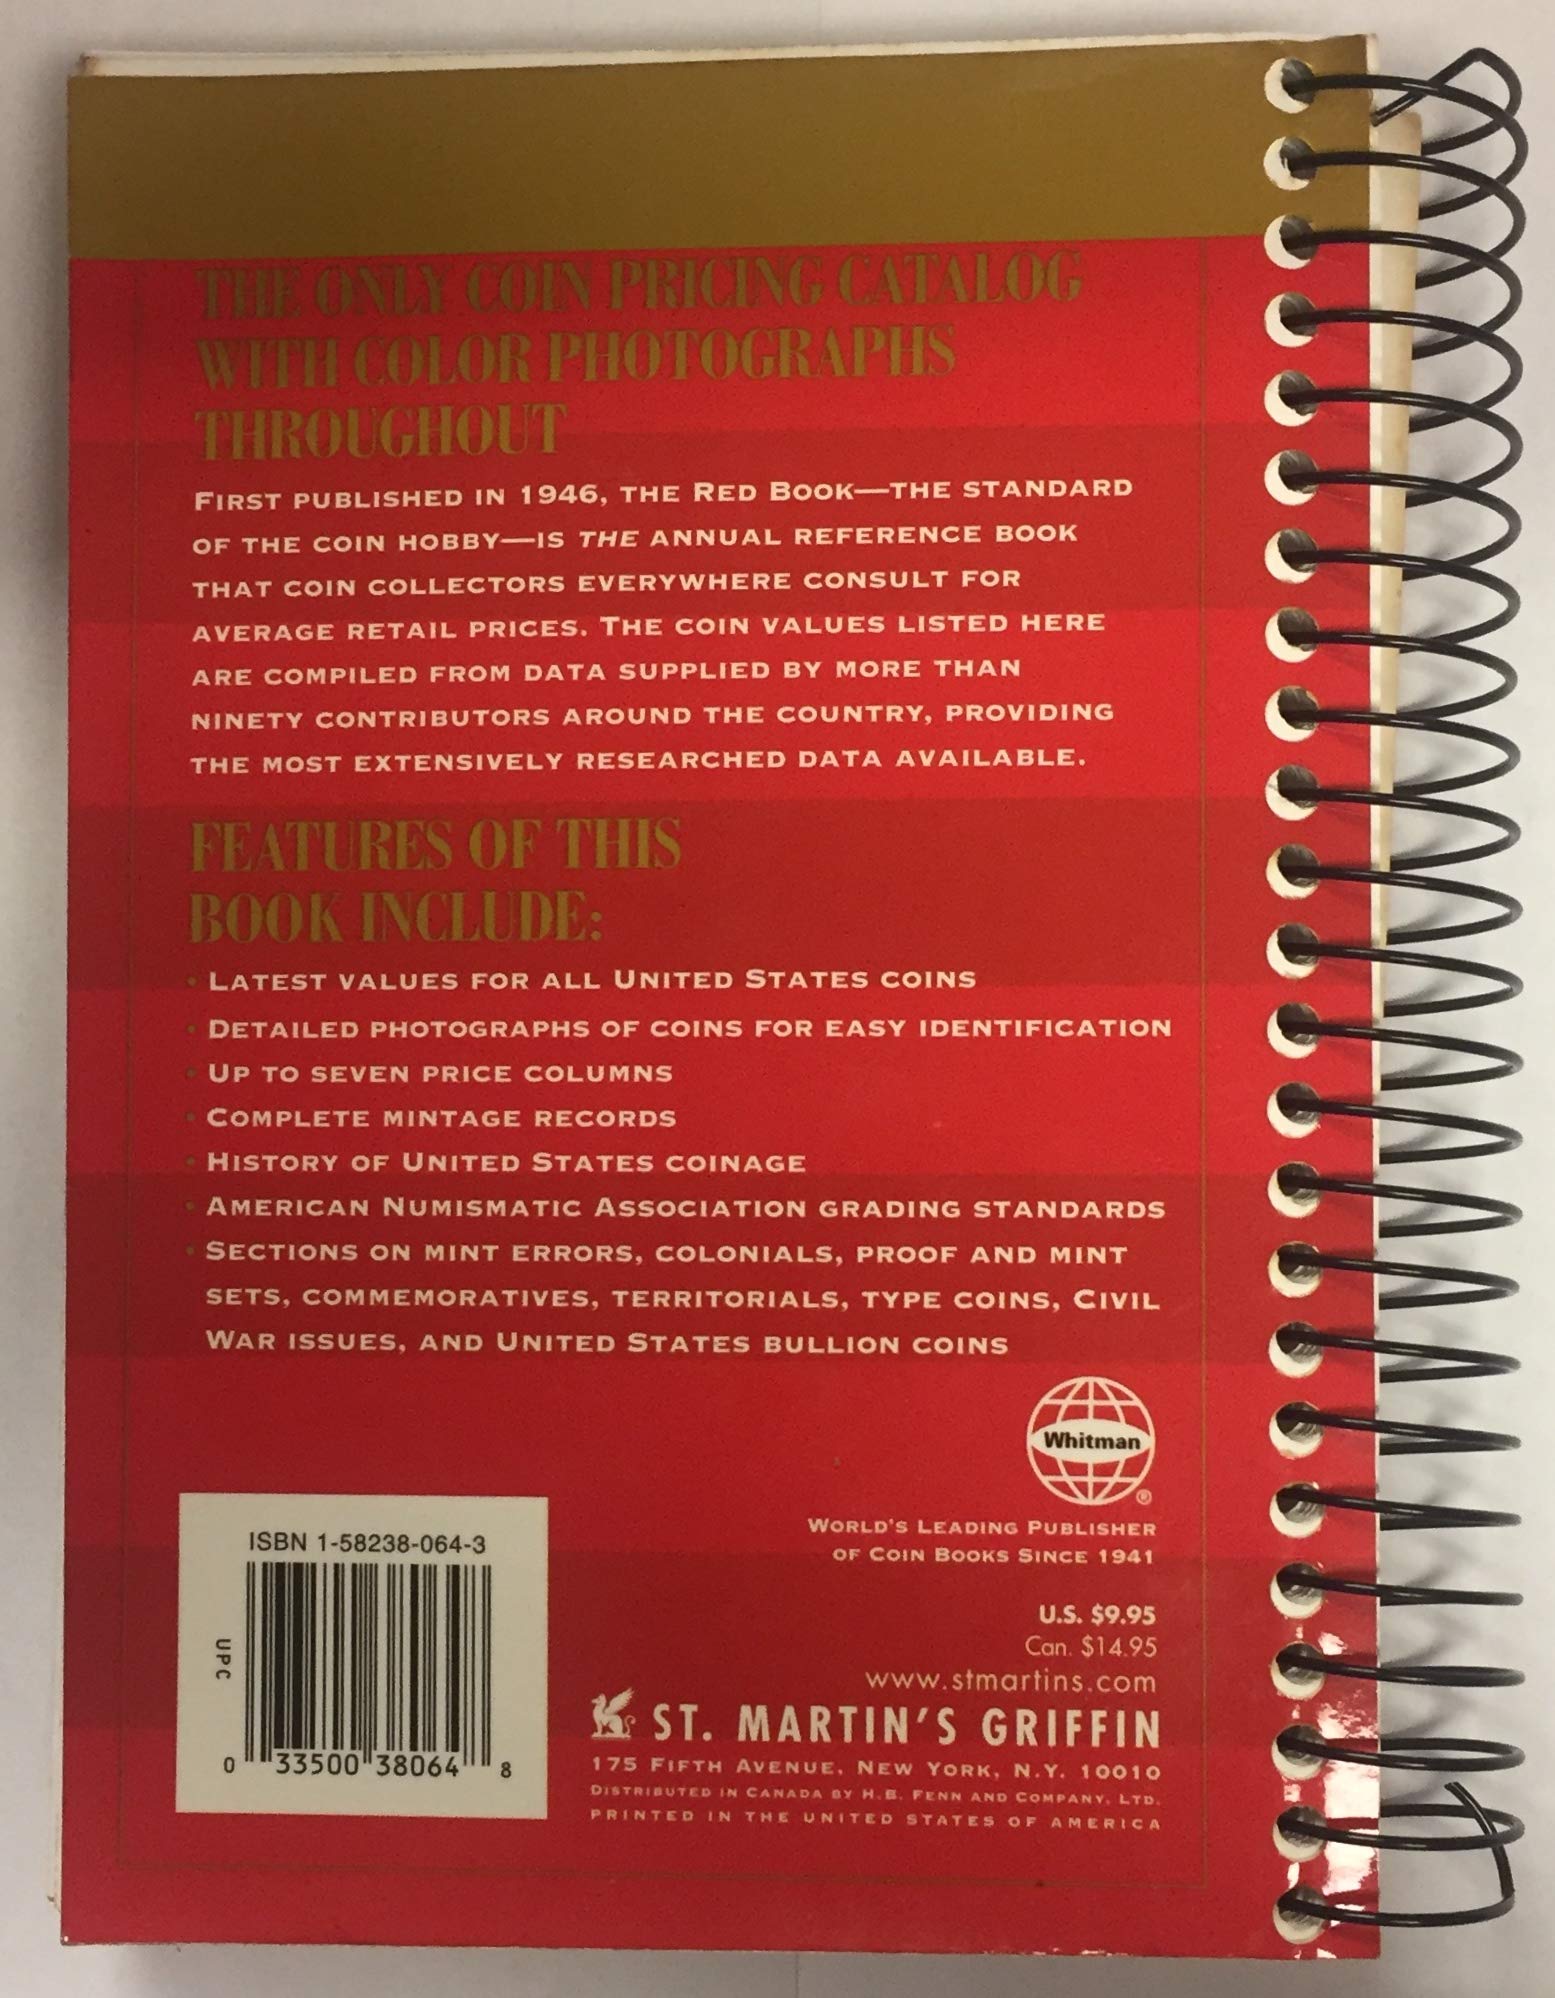 THE ONLY COIN PRICING CATALOG
WITH COLOR PHOTOGRAPHS
THROUGHOUT
FIRST PUBLISHED IN 1946, THE RED BOOK—THE STANDARD
OF THE COIN HOBBY—IS THE ANNUAL REFERENCE BOOK
THAT COIN COLLECTORS EVERYWHERE CONSULT FOR
AVERAGE RETAIL PRICES. THE COIN VALUES LISTED HERE
ARE COMPILED FROM DATA SUPPLIED BY MORE THAN
NINETY CONTRIBUTORS AROUND THE COUNTRY, PROVIDING
THE MOST EXTENSIVELY RESEARCHED DATA AVAILABLE.
FEATURES OF THIS
BOOK INCLUDE:
• LATEST VALUES FOR ALL UNITED STATES COINS
• DETAILED PHOTOGRAPHS OF COINS FOR EASY IDENTIFICATION
• UP TO SEVEN PRICE COLUMNS
• COMPLETE MINTAGE RECORDS
• HISTORY OF UNITED STATES COINAGE
• AMERICAN NUMISMATIC ASSOCIATION GRADING STANDARDS
• SECTIONS ON MINT ERRORS, COLONIALS, PROOF AND MINT
SETS, COMMEMORATIVES, TERRITORIALS, TYPE COINS, CIVIL
WAR ISSUES, AND UNITED STATES BULLION COINS
Whitman
®
WORLD'S LEADING PUBLISHER
OF COIN BOOKS SINCE 1941
ISBN 1-58238-064-3
UPC
0 33500 38064 8
U.S. $9.95
Can. $14.95
www.stmartins.com
ST. MARTIN'S GRIFFIN
175 FIFTH AVENUE, NEW YORK, N.Y. 10010
DISTRIBUTED IN CANADA BY H.B. FENN AND COMPANY, LTD.
PRINTED IN THE UNITED STATES OF AMERICA